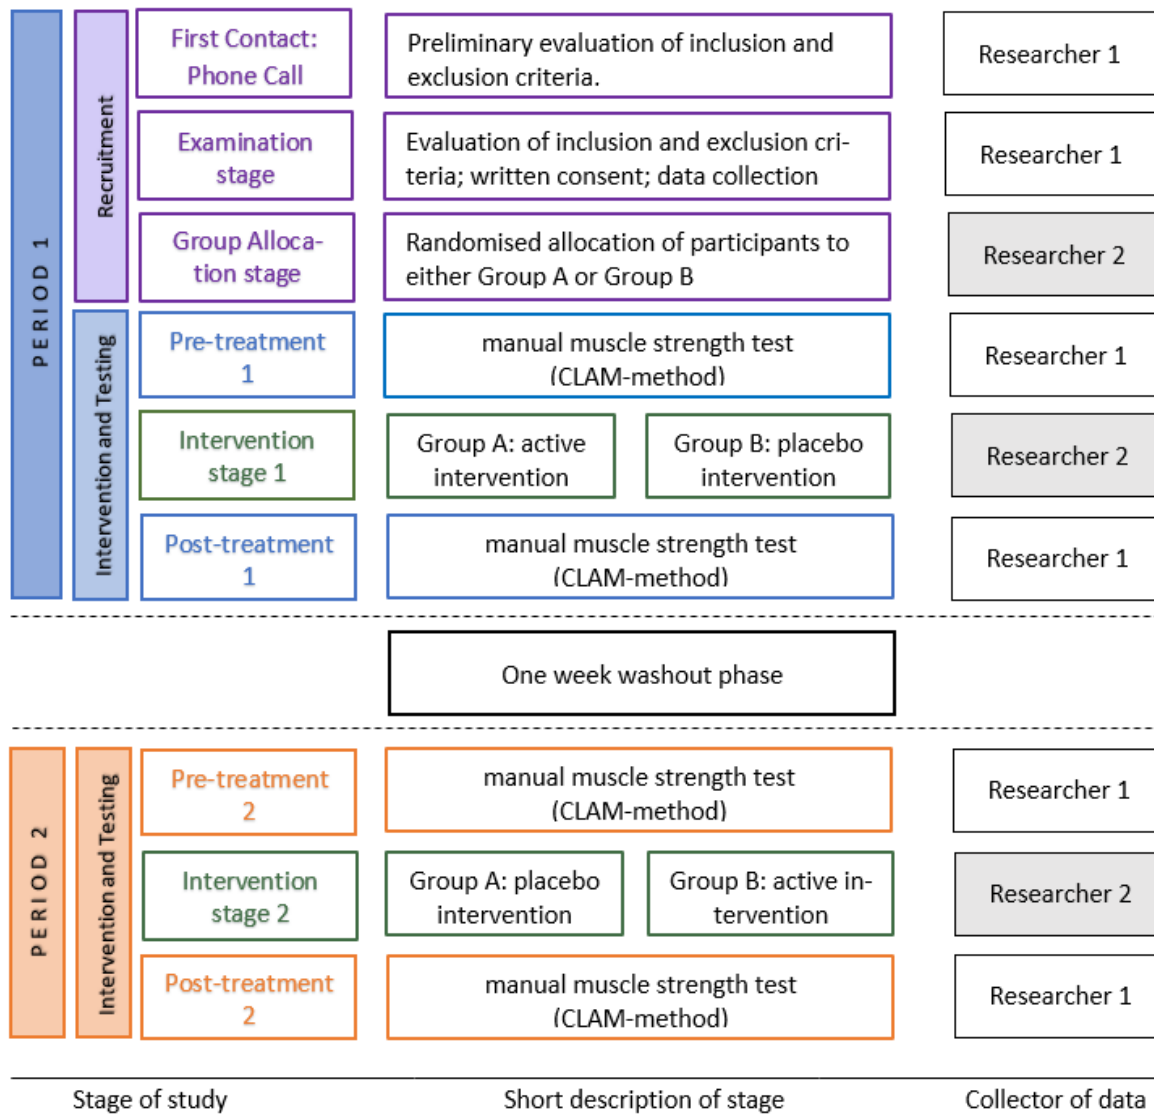 PERIOD 1
Recruitment
First Contact:
Phone Call
Preliminary evaluation of inclusion and
exclusion criteria.
Researcher 1
Examination
stage
Evaluation of inclusion and exclusion cri-
teria; written consent; data collection
Researcher 1
Group Alloca-
tion stage
Randomised allocation of participants to
either Group A or Group B
Researcher 2
Intervention and Testing
Pre-treatment
1
manual muscle strength test
(CLAM-method)
Researcher 1
Intervention
stage 1
Group A: active
intervention
Group B: placebo
intervention
Researcher 2
Post-treatment
1
manual muscle strength test
(CLAM-method)
Researcher 1
One week washout phase
PERIOD 2
Intervention and Testing
Pre-treatment
2
manual muscle strength test
(CLAM-method)
Researcher 1
Intervention
stage 2
Group A: placebo
intervention
Group B: active in-
tervention
Researcher 2
Post-treatment
2
manual muscle strength test
(CLAM-method)
Researcher 1
Stage of study
Short description of stage
Collector of data